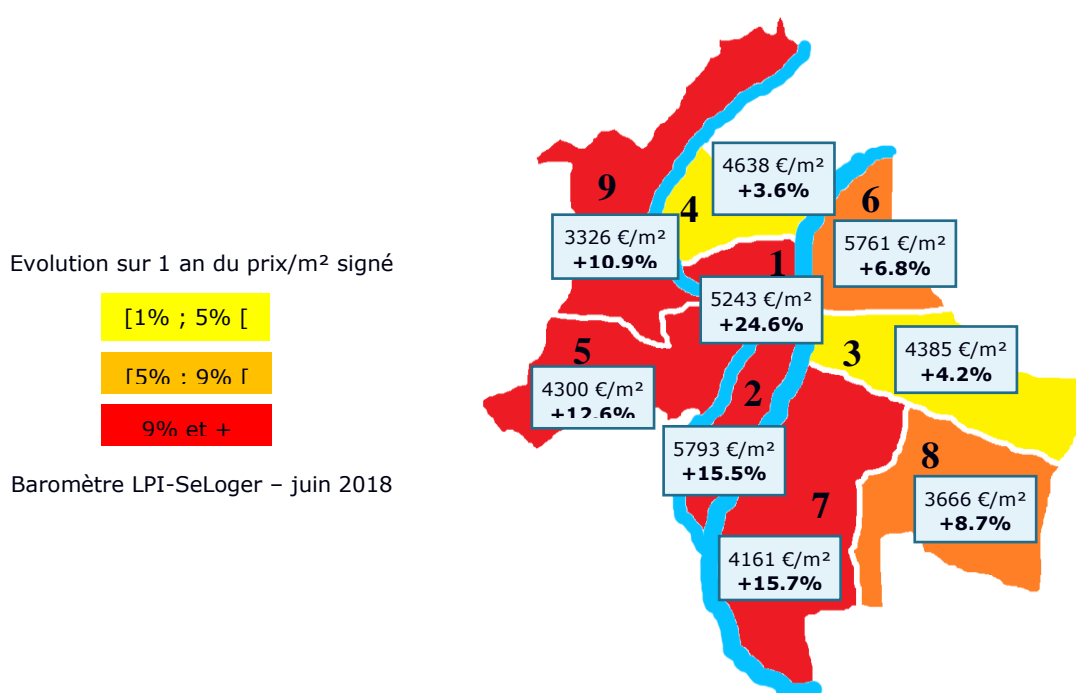 Evolution sur 1 an du prix/m² signé
[1% ; 5% [
[5% ; 9% [
9% et +
Baromètre LPI-SeLoger – juin 2018
9
3326 €/m²
+10.9%
4
4638 €/m²
+3.6%
6
5761 €/m²
+6.8%
1
5243 €/m²
+24.6%
5
4300 €/m²
+12.6%
3
4385 €/m²
+4.2%
2
5793 €/m²
+15.5%
8
3666 €/m²
+8.7%
7
4161 €/m²
+15.7%